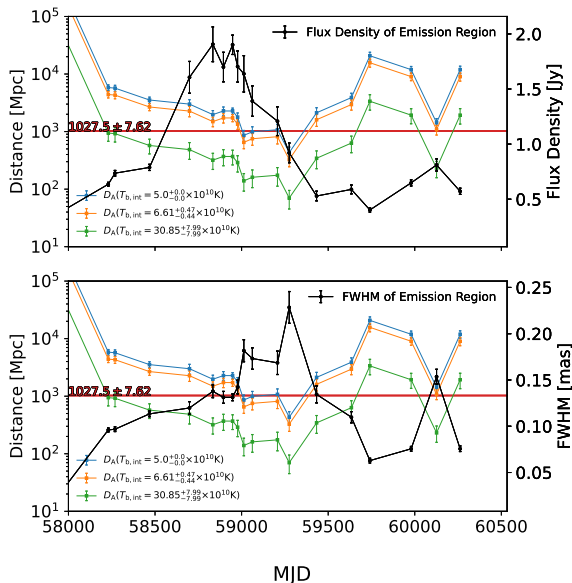 Flux Density of Emission Region
10^5
10^4
10^3
10^2
10^1
Distance [Mpc]
1027.5 ± 7.62
D_A(T_b,int = 5.0^{+0.0}_{−0.0}×10^10K)
D_A(T_b,int = 6.61^{+0.47}_{−0.44}×10^10K)
D_A(T_b,int = 30.85^{+7.99}_{−7.99}×10^10K)
2.0
1.5
1.0
0.5
Flux Density [Jy]
FWHM of Emission Region
10^5
10^4
10^3
10^2
10^1
Distance [Mpc]
1027.5 ± 7.62
D_A(T_b,int = 5.0^{+0.0}_{−0.0}×10^10K)
D_A(T_b,int = 6.61^{+0.47}_{−0.44}×10^10K)
D_A(T_b,int = 30.85^{+7.99}_{−7.99}×10^10K)
0.25
0.20
0.15
0.10
0.05
FWHM [mas]
58000 58500 59000 59500 60000 60500
MJD